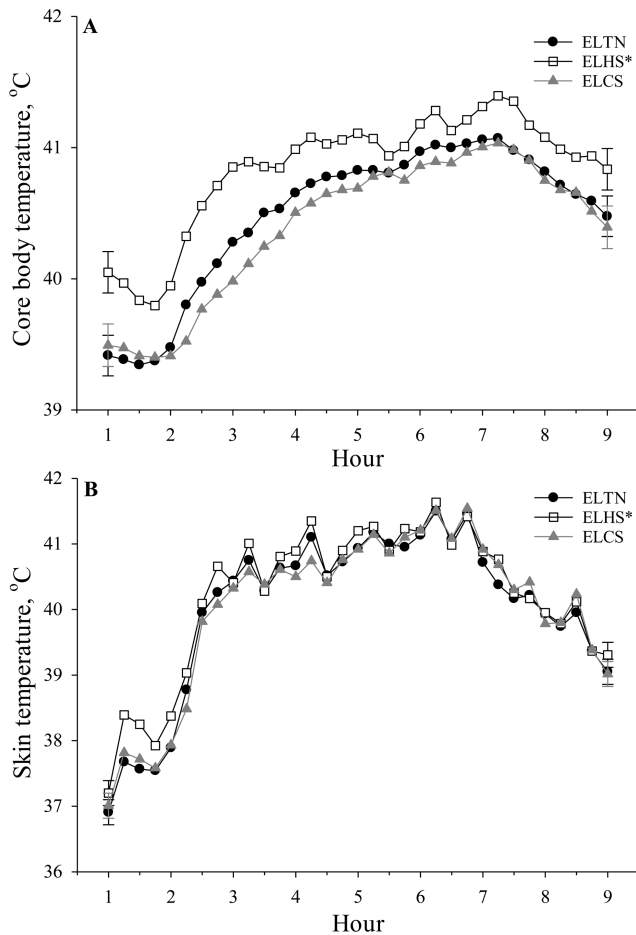 A
ELTN
ELHS*
ELCS
Core body temperature, °C
42
41
40
39
1 2 3 4 5 6 7 8 9
Hour
B
ELTN
ELHS*
ELCS
Skin temperature, °C
42
41
40
39
38
37
36
1 2 3 4 5 6 7 8 9
Hour